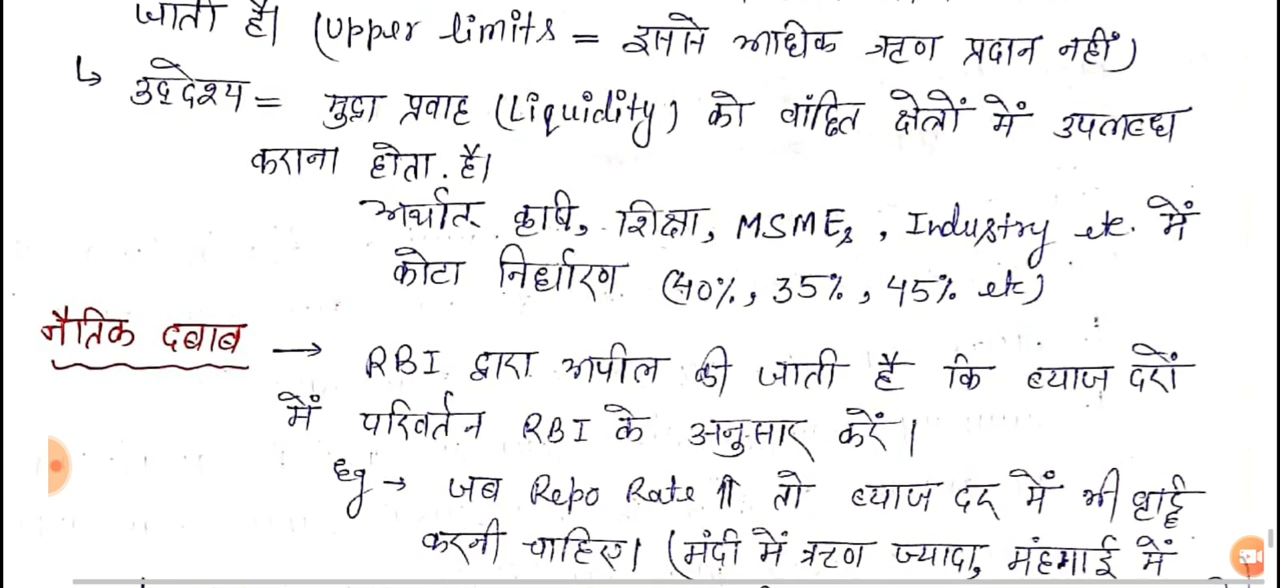 जाती है। (Upper limits = इससे अधिक ऋण प्रदान नहीं)
↳ उद्देश्य = मुद्रा प्रवाह (Liquidity) को वांछित क्षेत्रों में उपलब्ध
कराना होता है।
अर्थात कृषि, शिक्षा, MSMEs, Industry etc. में
कोटा निर्धारण (40%, 35%, 45% etc)
नैतिक दबाव → RBI द्वारा अपील की जाती है कि ब्याज दरों
में परिवर्तन RBI के अनुसार करें।
Eg → जब Repo Rate ⇈ तो ब्याज दर में भी वृद्धि
करनी चाहिए। (मंदी में ऋण ज्यादा, मंहगाई में